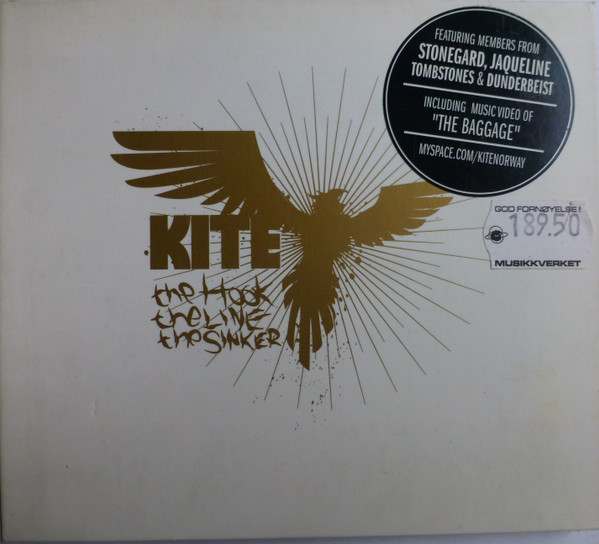 FEATURING MEMBERS FROM
STONEGARD, JAQUELINE
TOMBSTONES & DUNDERBEIST
INCLUDING MUSIC VIDEO OF
"THE BAGGAGE"
MYSPACE.COM/KITENORWAY
GOD FORNØYELSE!
189.50
MUSIKKVERKET
KITE
the Hook
the LINE
the SINKER